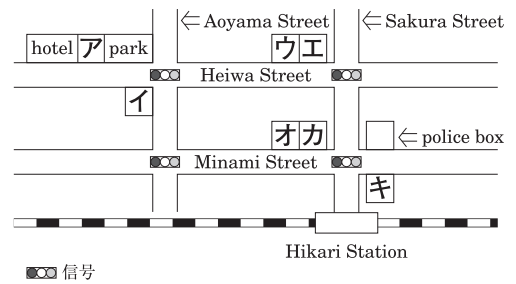 ⇐ Aoyama Street ⇐ Sakura Street
hotel ア park ウ エ
Heiwa Street
イ
オ カ ⇐ police box
Minami Street
キ
Hikari Station
信号